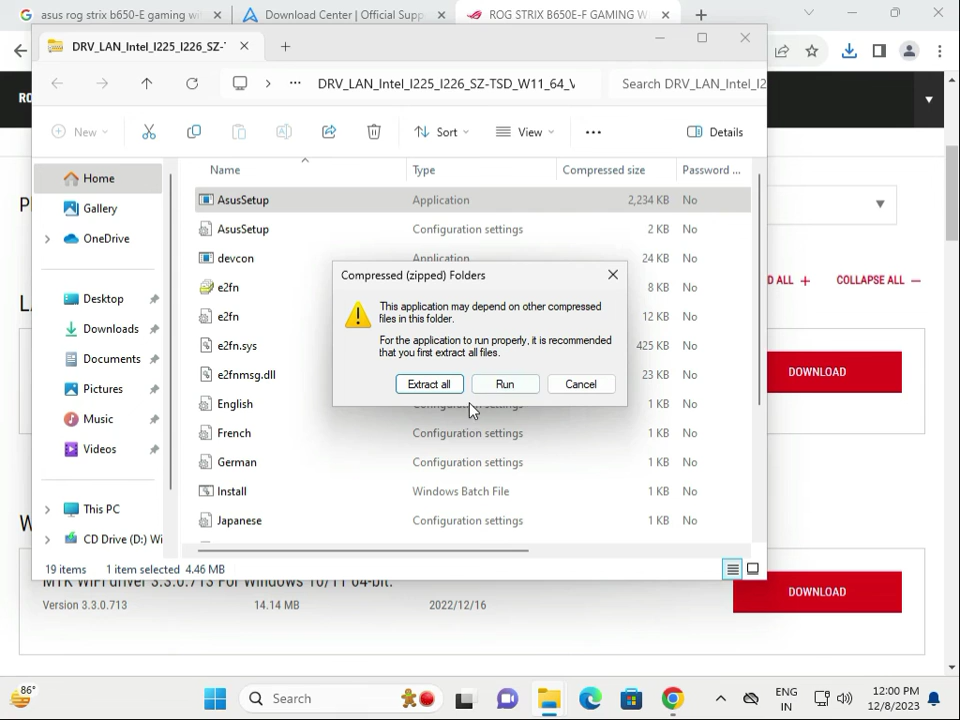 asus rog strix b650-E gaming wi
Download Center | Official Supp
ROG STRIX B650E-F GAMING W
DRV_LAN_Intel_I225_I226_SZ-T
DRV_LAN_Intel_I225_I226_SZ-TSD_W11_64_V
Search DRV_LAN_Intel_I2
New
Sort
View
Details
Home
Gallery
OneDrive
Desktop
Downloads
Documents
Pictures
Music
Videos
This PC
CD Drive (D:) Wi
Name Type Compressed size Password ...
AsusSetup Application 2,234 KB No
AsusSetup Configuration settings 2 KB No
devcon Application 24 KB No
e2fn 8 KB No
e2fn 12 KB No
e2fn.sys 425 KB No
e2fnmsg.dll 23 KB No
English Configuration settings 1 KB No
French Configuration settings 1 KB No
German Configuration settings 1 KB No
Install Windows Batch File 1 KB No
Japanese Configuration settings 1 KB No
Compressed (zipped) Folders
This application may depend on other compressed
files in this folder.
For the application to run properly, it is recommended
that you first extract all files.
Extract all Run Cancel
19 items 1 item selected 4.46 MB
D ALL + COLLAPSE ALL −
DOWNLOAD
MTK WiFi driver 3.3.0.713 For Windows 10/11 64-bit.
Version 3.3.0.713 14.14 MB 2022/12/16
DOWNLOAD
86°
Search
ENG
IN
12:00 PM
12/8/2023